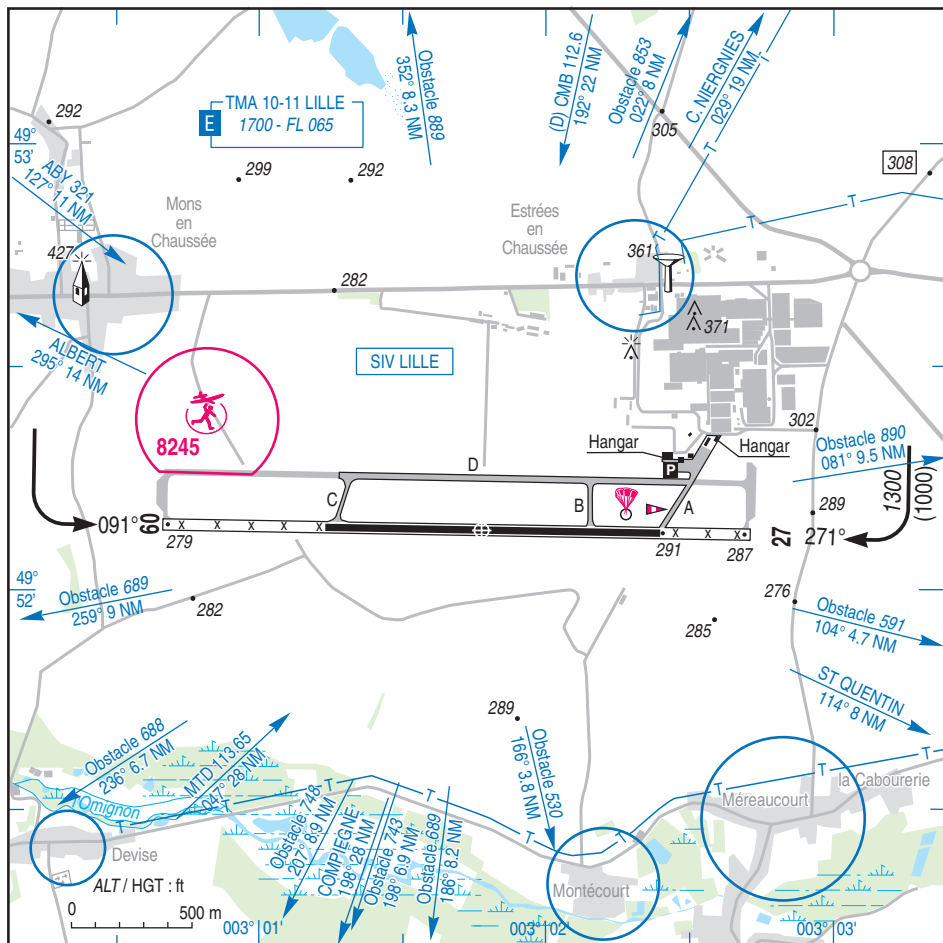 292
49°
53'
TMA 10-11 LILLE
E
1700 - FL 065
Obstacle 889
352° 8.3 NM
(D) CMB 112.6
192° 22 NM
Obstacle 853
022° 8 NM
C. NIERGNIES
029° 19 NM
305
308
ABY 321
127° 11 NM
299
292
Mons
en
Chaussée
Estrées
en
Chaussée
T
T
T
T
T
427
361
282
371
ALBERT
295° 14 NM
SIV LILLE
8245
302
Hangar
Hangar
P
Obstacle 890
081° 9.5 NM
D
C
B
A
1300
(1000)
289
091°
09
X X X X
X X X
27
271°
279
291
287
49°
52'
Obstacle 689
259° 9 NM
282
276
285
Obstacle 591
104° 4.7 NM
ST QUENTIN
114° 8 NM
289
Obstacle 688
236° 6.7 NM
MTD 113.65
047° 28 NM
Obstacle 530
166° 3.8 NM
Omignon
T
T
T
T
T
T
T
T
la Cabourerie
Méreaucourt
Obstacle 748
207° 8.9 NM
COMPIEGNE
198° 28 NM
Obstacle 743
198° 6.9 NM
Obstacle 689
186° 8.2 NM
Devise
Montécourt
ALT / HGT : ft
0
500 m
003° 01'
003° 02'
003° 03'